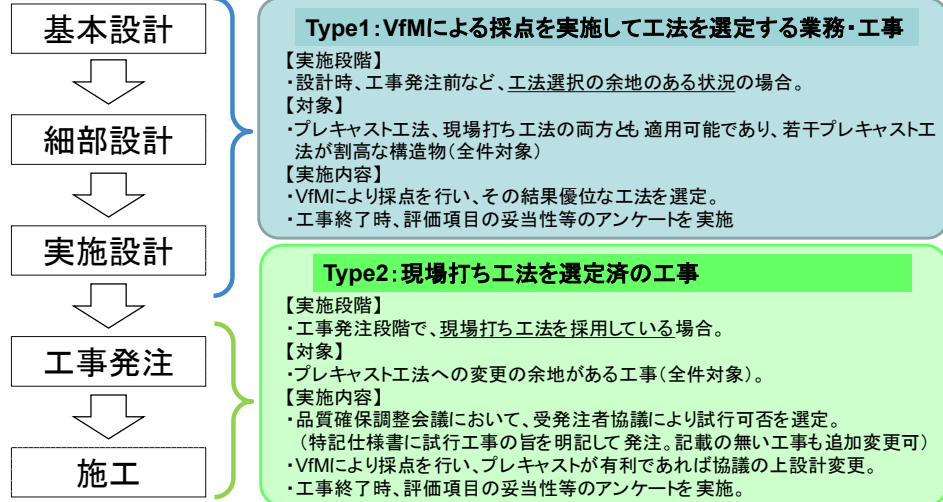 基本設計
細部設計
実施設計
工事発注
施工
Type1:VfMによる採点を実施して工法を選定する業務・工事
【実施段階】
・設計時、工事発注前など、工法選択の余地のある状況の場合。
【対象】
・プレキャスト工法、現場打ち工法の両方とも適用可能であり、若干プレキャスト工
法が割高な構造物(全件対象)
【実施内容】
・VfMにより採点を行い、その結果優位な工法を選定。
・工事終了時、評価項目の妥当性等のアンケートを実施
Type2:現場打ち工法を選定済の工事
【実施段階】
・工事発注段階で、現場打ち工法を採用している場合。
【対象】
・プレキャスト工法への変更の余地がある工事(全件対象)。
【実施内容】
・品質確保調整会議において、受発注者協議により試行可否を選定。
(特記仕様書に試行工事の旨を明記して発注。記載の無い工事も追加変更可)
・VfMにより採点を行い、プレキャストが有利であれば協議の上設計変更。
・工事終了時、評価項目の妥当性等のアンケートを実施。